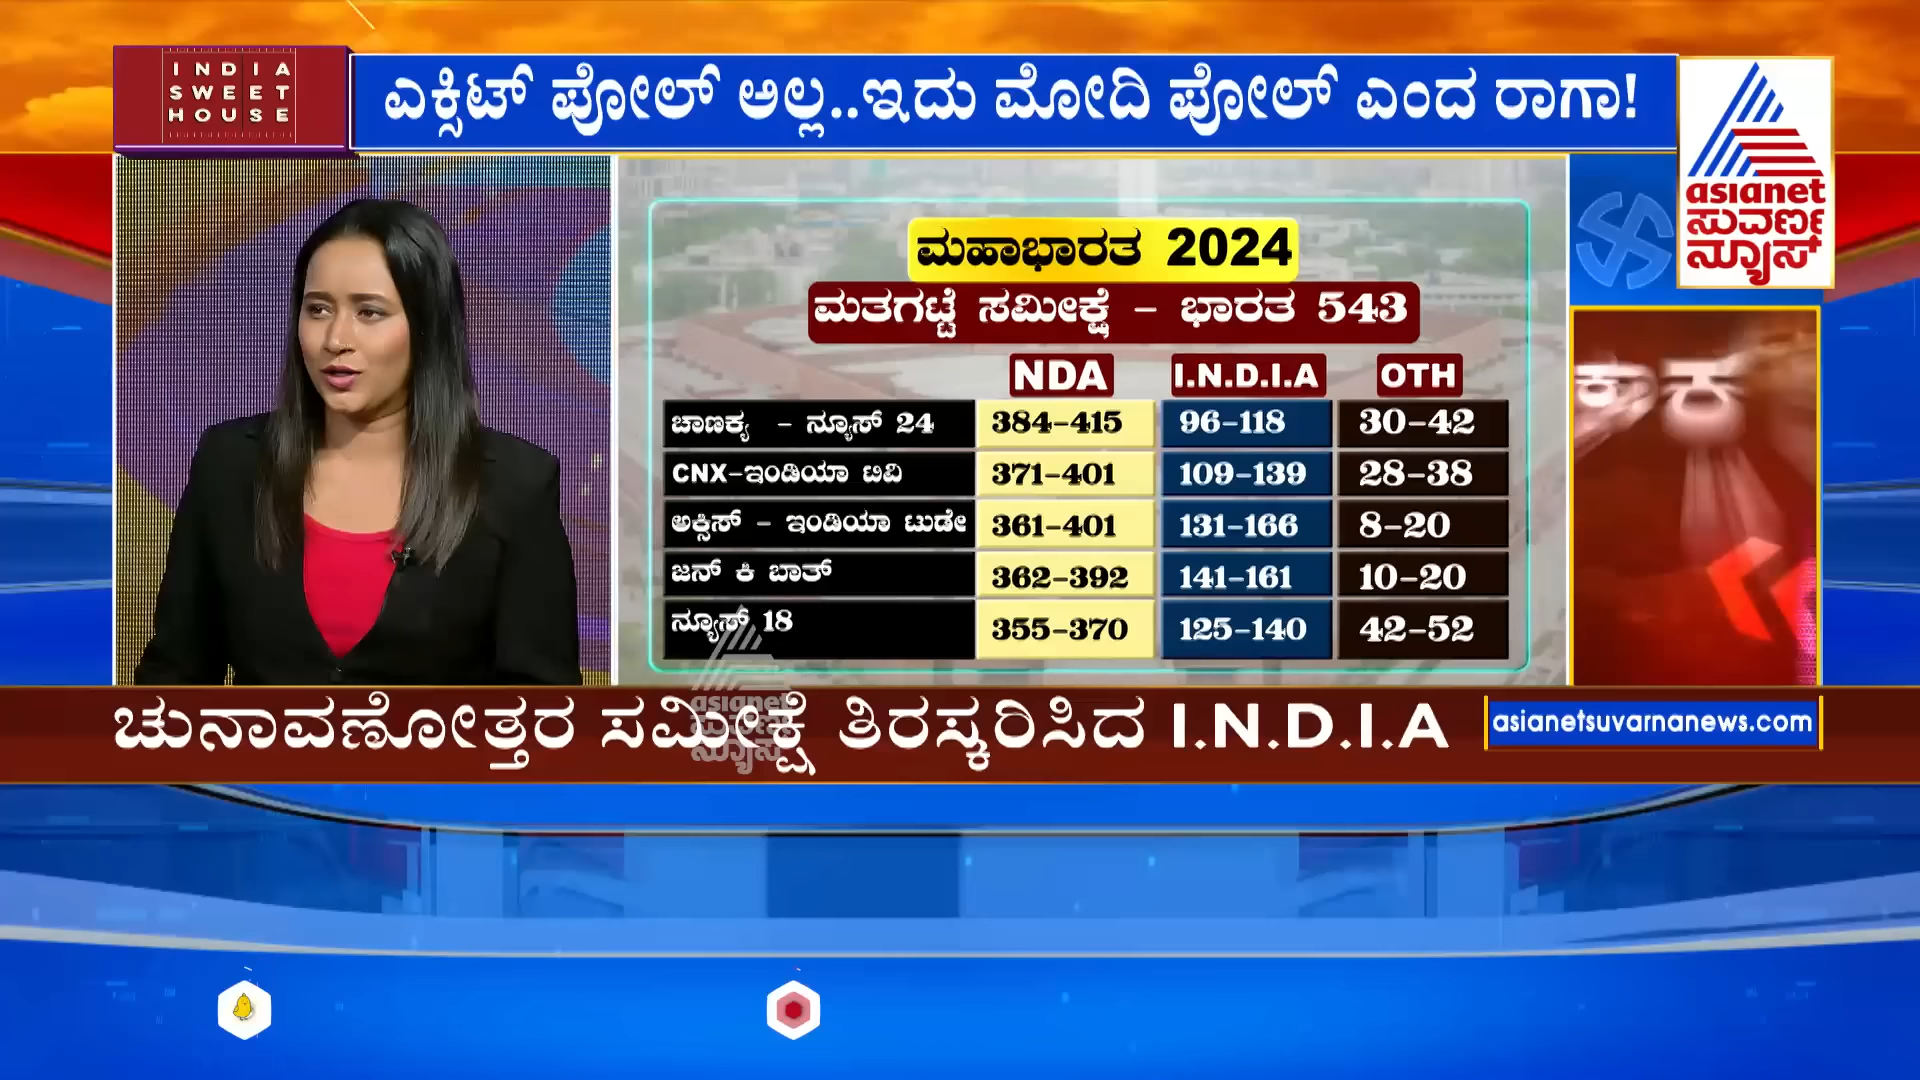 INDIA
SWEET
HOUSE
ಎಕ್ಸಿಟ್ ಪೋಲ್ ಅಲ್ಲ..ಇದು ಮೋದಿ ಪೋಲ್ ಎಂದ ರಾಗಾ!
asianet
ಸುವರ್ಣ
ನ್ಯೂಸ್
ಮಹಾಭಾರತ 2024
ಮತಗಟ್ಟೆ ಸಮೀಕ್ಷೆ - ಭಾರತ 543
NDA I.N.D.I.A OTH
ಚಾಣಕ್ಯ - ನ್ಯೂಸ್ 24 384-415 96-118 30-42
CNX-ಇಂಡಿಯಾ ಟಿವಿ 371-401 109-139 28-38
ಅಕ್ಸಿಸ್ - ಇಂಡಿಯಾ ಟುಡೇ 361-401 131-166 8-20
ಜನ್ ಕಿ ಬಾತ್ 362-392 141-161 10-20
ನ್ಯೂಸ್ 18 355-370 125-140 42-52
asianet
ಸುವರ್ಣ
ನ್ಯೂಸ್
ಚುನಾವಣೋತ್ತರ ಸಮೀಕ್ಷೆ ತಿರಸ್ಕರಿಸಿದ I.N.D.I.A
asianetsuvarnanews.com